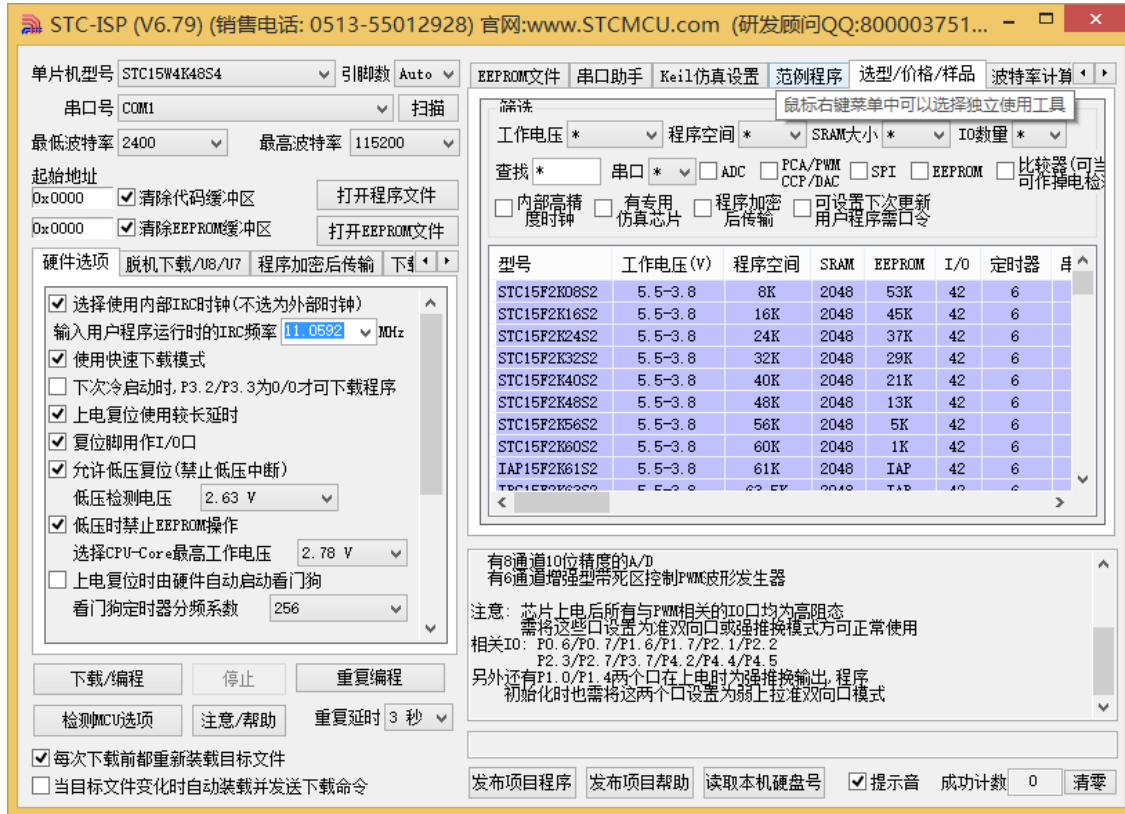 STC-ISP (V6.79) (销售电话: 0513-55012928) 官网:www.STCMCU.com (研发顾问QQ:800003751...
单片机型号 STC15W4K48S4 引脚数 Auto
串口号 COM1 扫描
最低波特率 2400 最高波特率 115200
起始地址
0x0000 清除代码缓冲区 打开程序文件
0x0000 清除EEPROM缓冲区 打开EEPROM文件
硬件选项 脱机下载/U8/U7 程序加密后传输
选择使用内部IRC时钟(不选为外部时钟)
输入用户程序运行时的IRC频率 11.0592 MHz
使用快速下载模式
下次冷启动时,P3.2/P3.3为0/0才可下载程序
上电复位使用较长延时
复位脚用作I/O口
允许低压复位(禁止低压中断)
低压检测电压 2.63 V
低压时禁止EEPROM操作
选择CPU-Core最高工作电压 2.78 V
上电复位时由硬件自动启动看门狗
看门狗定时器分频系数 256
下载/编程 停止 重复编程
检测MCU选项 注意/帮助 重复延时 3 秒
每次下载前都重新装载目标文件
当目标文件变化时自动装载并发送下载命令
EEPROM文件 串口助手 Keil仿真设置 范例程序 选型/价格/样品 波特率计算
鼠标右键菜单中可以选择独立使用工具
筛选
工作电压 * 程序空间 * SRAM大小 * IO数量 *
查找 * 串口 * ADC PCA/PWM CCP/DAC SPI EEPROM 比较器(可当 可作掉电检
内部高精度时钟 有专用仿真芯片 程序加密后传输 可设置下次更新用户程序需口令
型号 工作电压(V) 程序空间 SRAM EEPROM I/O 定时器
STC15F2K08S2 5.5-3.8 8K 2048 53K 42 6
STC15F2K16S2 5.5-3.8 16K 2048 45K 42 6
STC15F2K24S2 5.5-3.8 24K 2048 37K 42 6
STC15F2K32S2 5.5-3.8 32K 2048 29K 42 6
STC15F2K40S2 5.5-3.8 40K 2048 21K 42 6
STC15F2K48S2 5.5-3.8 48K 2048 13K 42 6
STC15F2K56S2 5.5-3.8 56K 2048 5K 42 6
STC15F2K60S2 5.5-3.8 60K 2048 1K 42 6
IAP15F2K61S2 5.5-3.8 61K 2048 IAP 42 6
有8通道10位精度的A/D
有6通道增强型带死区控制PWM波形发生器
注意: 芯片上电后所有与PWM相关的IO口均为高阻态
需将这些口设置为准双向口或强推挽模式方可正常使用
相关IO: P0.6/P0.7/P1.6/P1.7/P2.1/P2.2
P2.3/P2.7/P3.7/P4.2/P4.4/P4.5
另外还有P1.0/P1.4两个口在上电时为强推挽输出,程序
初始化时也需将这两个口设置为弱上拉准双向口模式
发布项目程序 发布项目帮助 读取本机硬盘号 提示音 成功计数 0 清零